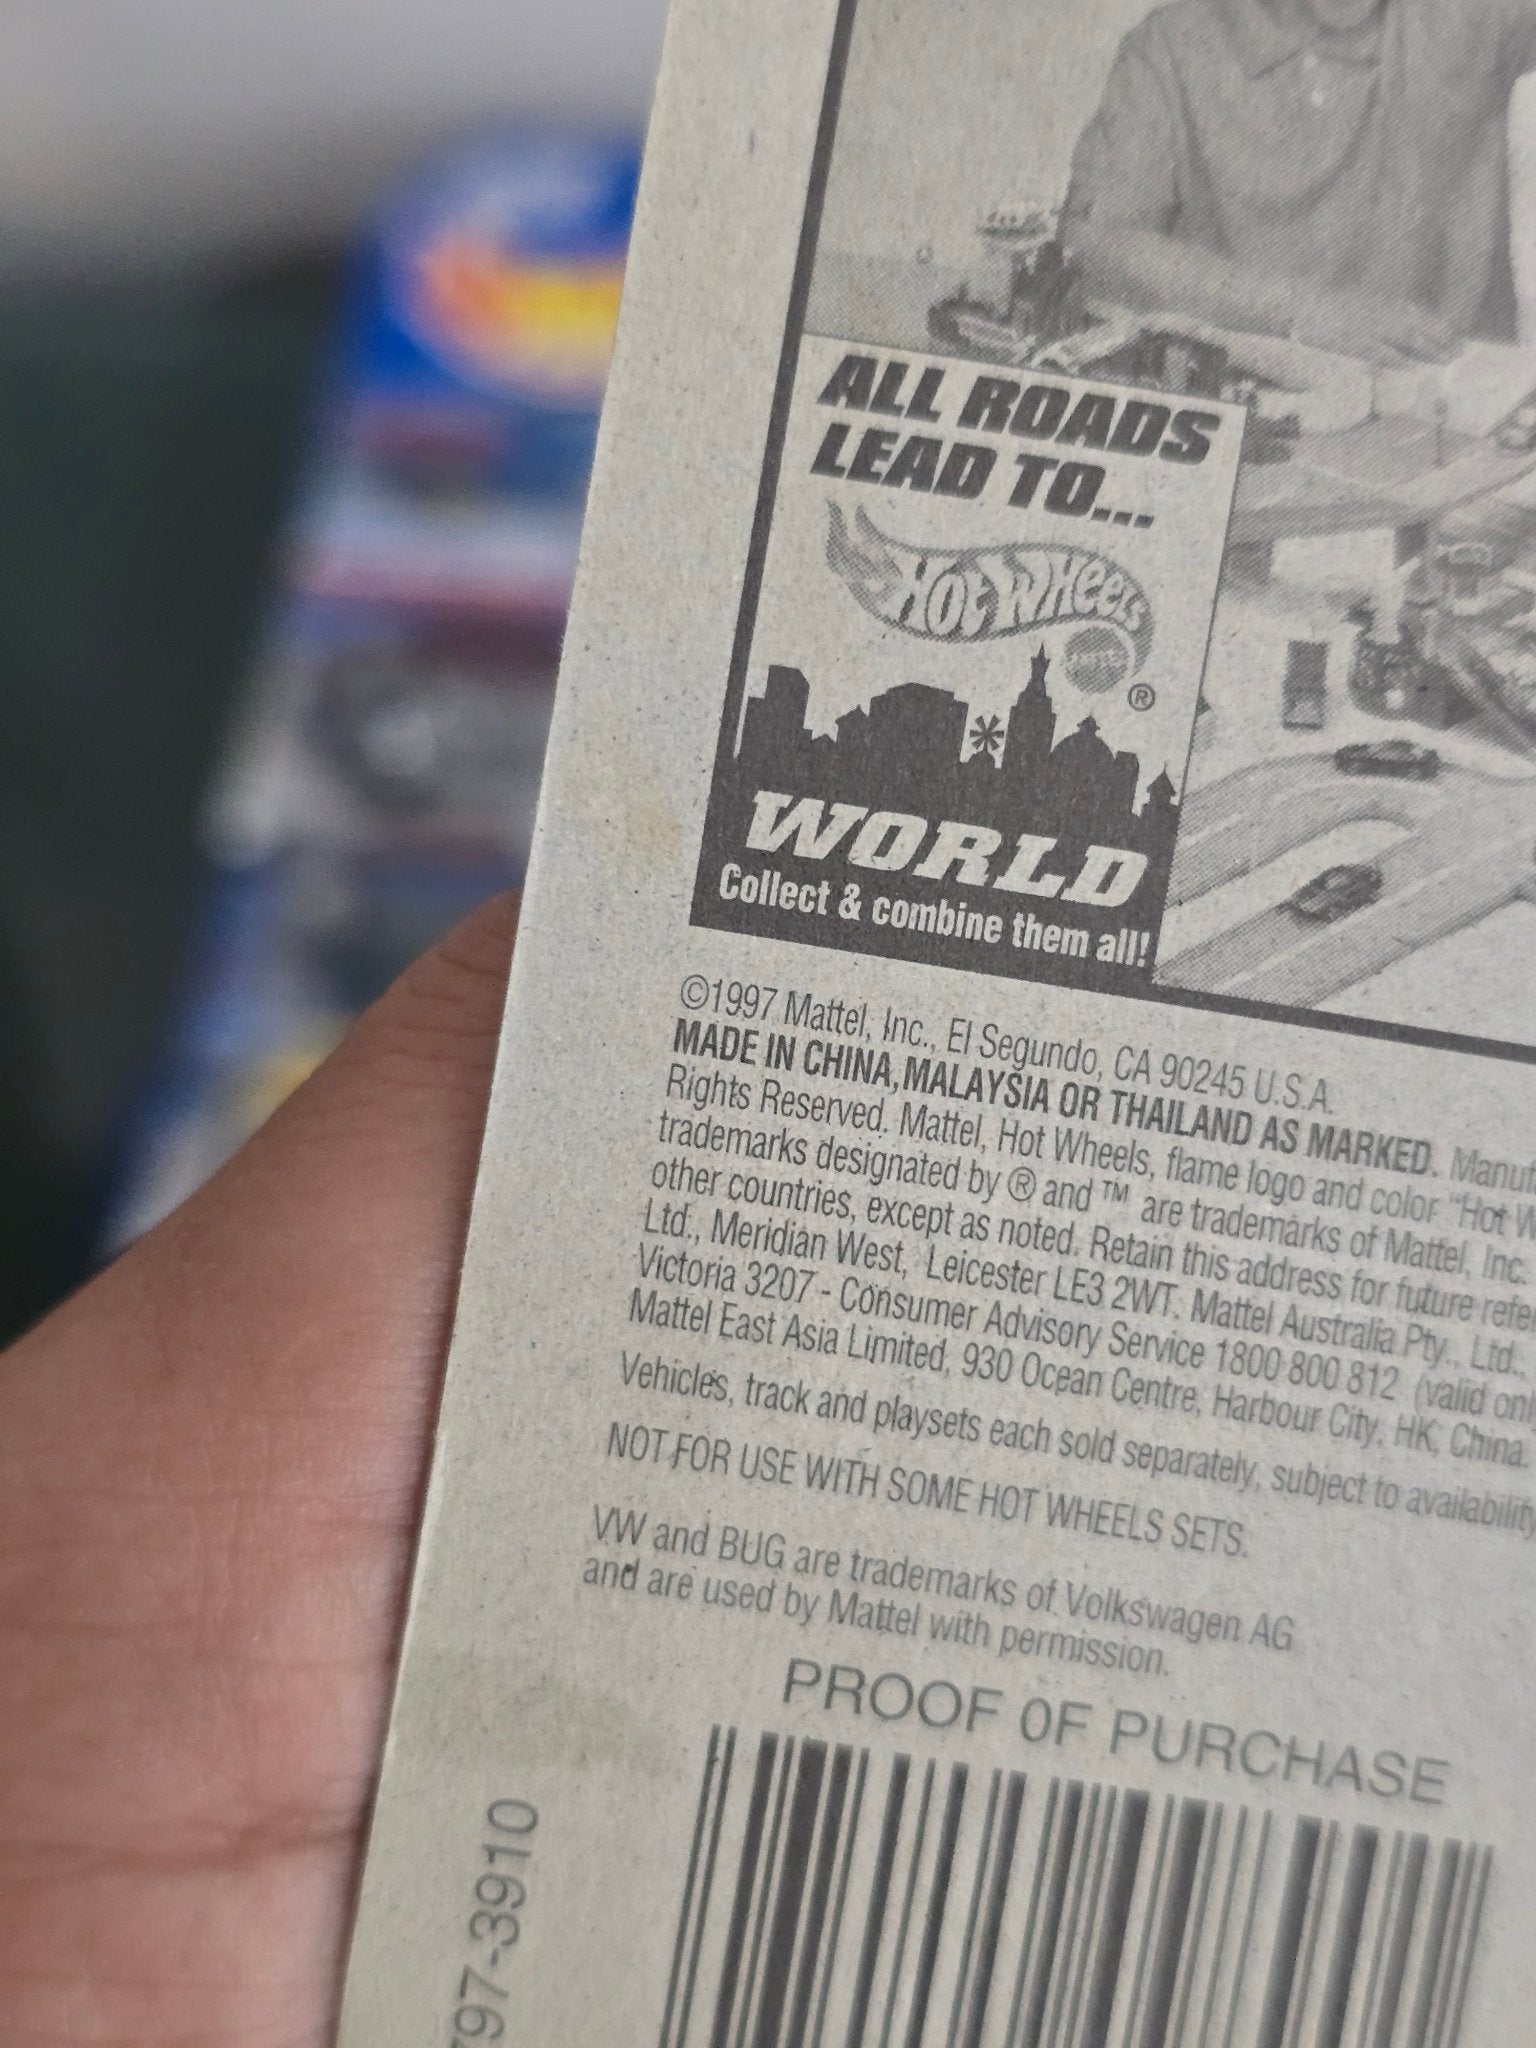 ALL ROADS
LEAD TO...
HOT WHEELS
®
WORLD
Collect & combine them all!
©1997 Mattel, Inc., El Segundo, CA 90245 U.S.A.
MADE IN CHINA, MALAYSIA OR THAILAND AS MARKED.
Rights Reserved. Mattel, Hot Wheels, flame logo and color "Hot
trademarks designated by ® and ™ are trademarks of Mattel, Inc.
other countries, except as noted. Retain this address for future
Ltd., Meridian West, Leicester LE3 2WT. Mattel Australia Pty., Ltd.,
Victoria 3207 - Consumer Advisory Service 1800 800 812 (valid
Mattel East Asia Limited, 930 Ocean Centre, Harbour City, HK, China.
Vehicles, track and playsets each sold separately, subject to availability
NOT FOR USE WITH SOME HOT WHEELS SETS.
VW and BUG are trademarks of Volkswagen AG
and are used by Mattel with permission.
PROOF OF PURCHASE
797-3910